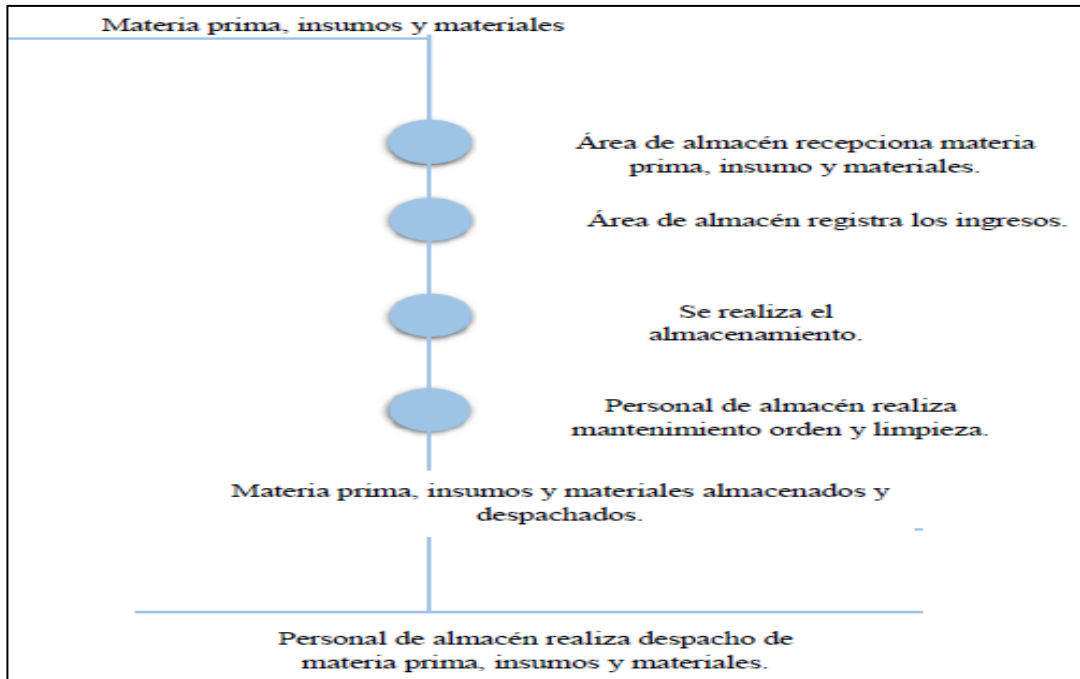 Materia prima, insumos y materiales
Área de almacén recepciona materia
prima, insumo y materiales.
Área de almacén registra los ingresos.
Se realiza el
almacenamiento.
Personal de almacén realiza
mantenimiento orden y limpieza.
Materia prima, insumos y materiales almacenados y
despachados.
Personal de almacén realiza despacho de
materia prima, insumos y materiales.